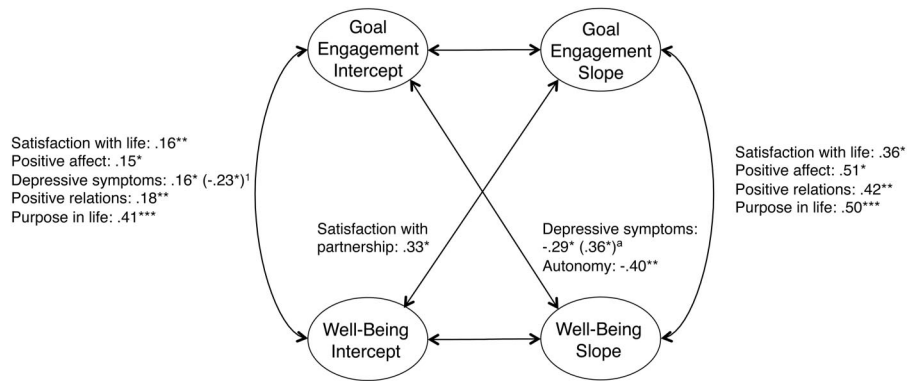 Goal
Engagement
Intercept
Goal
Engagement
Slope
Satisfaction with life: .16**
Positive affect: .15*
Depressive symptoms: .16* (-.23*)¹
Positive relations: .18**
Purpose in life: .41***
Satisfaction with life: .36*
Positive affect: .51*
Positive relations: .42**
Purpose in life: .50***
Satisfaction with
partnership: .33*
Depressive symptoms:
-.29* (.36*)ᵃ
Autonomy: -.40**
Well-Being
Intercept
Well-Being
Slope